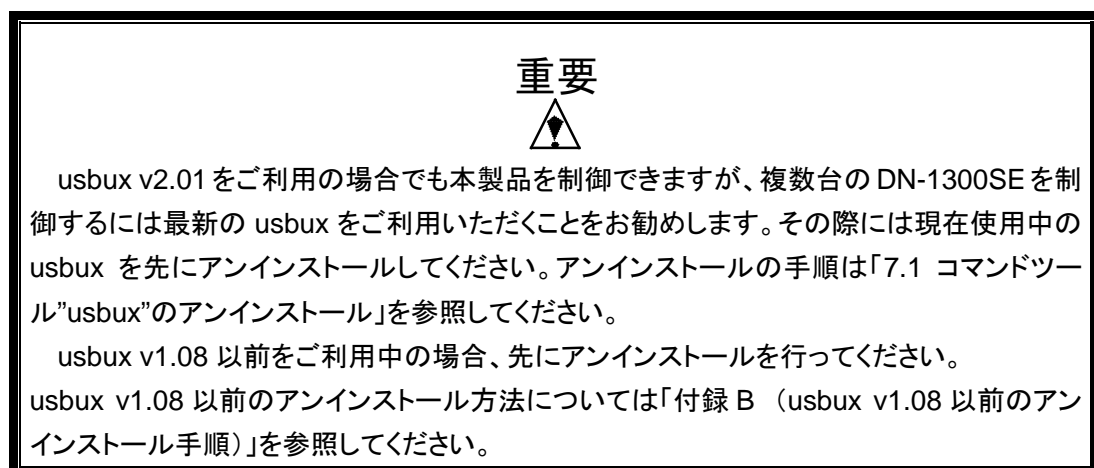 重要
usbux v2.01をご利用の場合でも本製品を制御できますが、複数台の DN-1300SE を制
御するには最新の usbux をご利用いただくことをお勧めします。その際には現在使用中の
usbux を先にアンインストールしてください。アンインストールの手順は「7.1 コマンドツー
ル”usbux”のアンインストール」を参照してください。
usbux v1.08 以前をご利用中の場合、先にアンインストールを行ってください。
usbux v1.08 以前のアンインストール方法については「付録 B （usbux v1.08 以前のアン
インストール手順）」を参照してください。